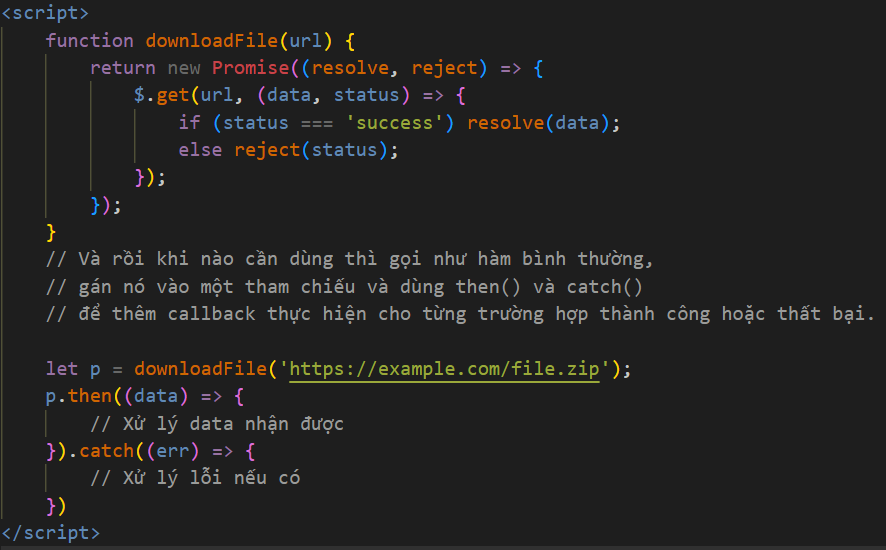 <script>
    function downloadFile(url) {
        return new Promise((resolve, reject) => {
            $.get(url, (data, status) => {
                if (status === 'success') resolve(data);
                else reject(status);
            });
        });
    }
    // Và rồi khi nào cần dùng thì gọi như hàm bình thường,
    // gán nó vào một tham chiếu và dùng then() và catch()
    // để thêm callback thực hiện cho từng trường hợp thành công hoặc thất bại.

    let p = downloadFile('https://example.com/file.zip');
    p.then((data) => {
        // Xử lý data nhận được
    }).catch((err) => {
        // Xử lý lỗi nếu có
    })
</script>